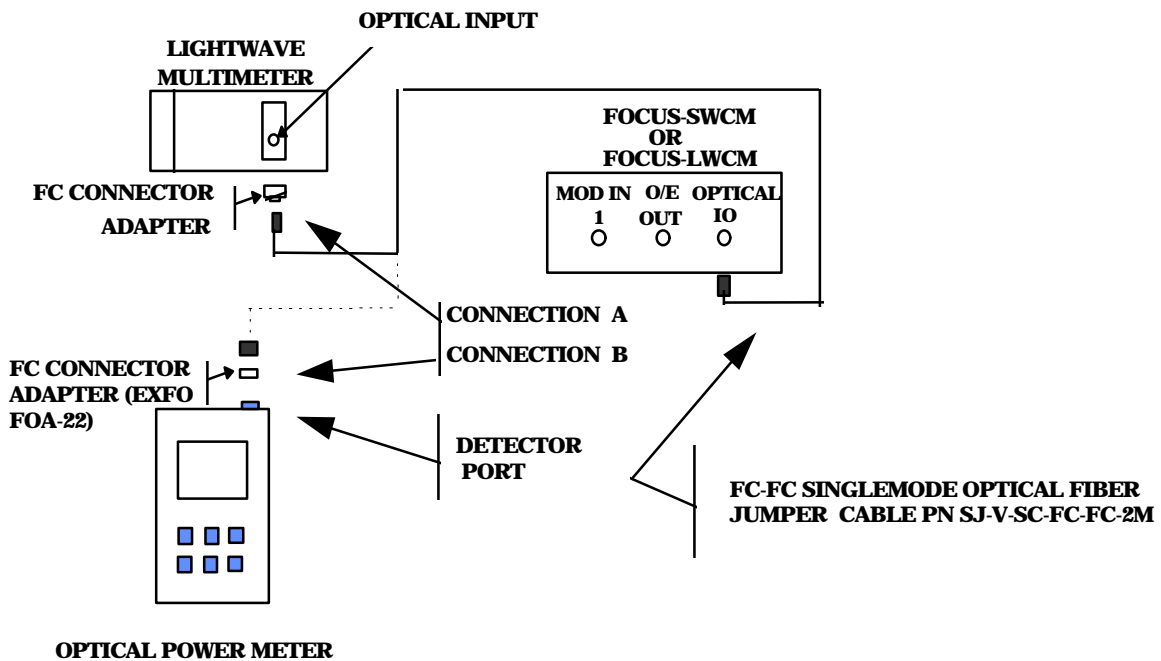 OPTICAL INPUT
LIGHTWAVE
MULTIMETER
FC CONNECTOR
ADAPTER
FOCUS-SWCM
OR
FOCUS-LWCM
MOD IN 1
O/E OUT
OPTICAL IO
CONNECTION A
CONNECTION B
FC CONNECTOR
ADAPTER (EXFO
FOA-22)
DETECTOR
PORT
FC-FC SINGLEMODE OPTICAL FIBER
JUMPER CABLE PN SJ-V-SC-FC-FC-2M
OPTICAL POWER METER